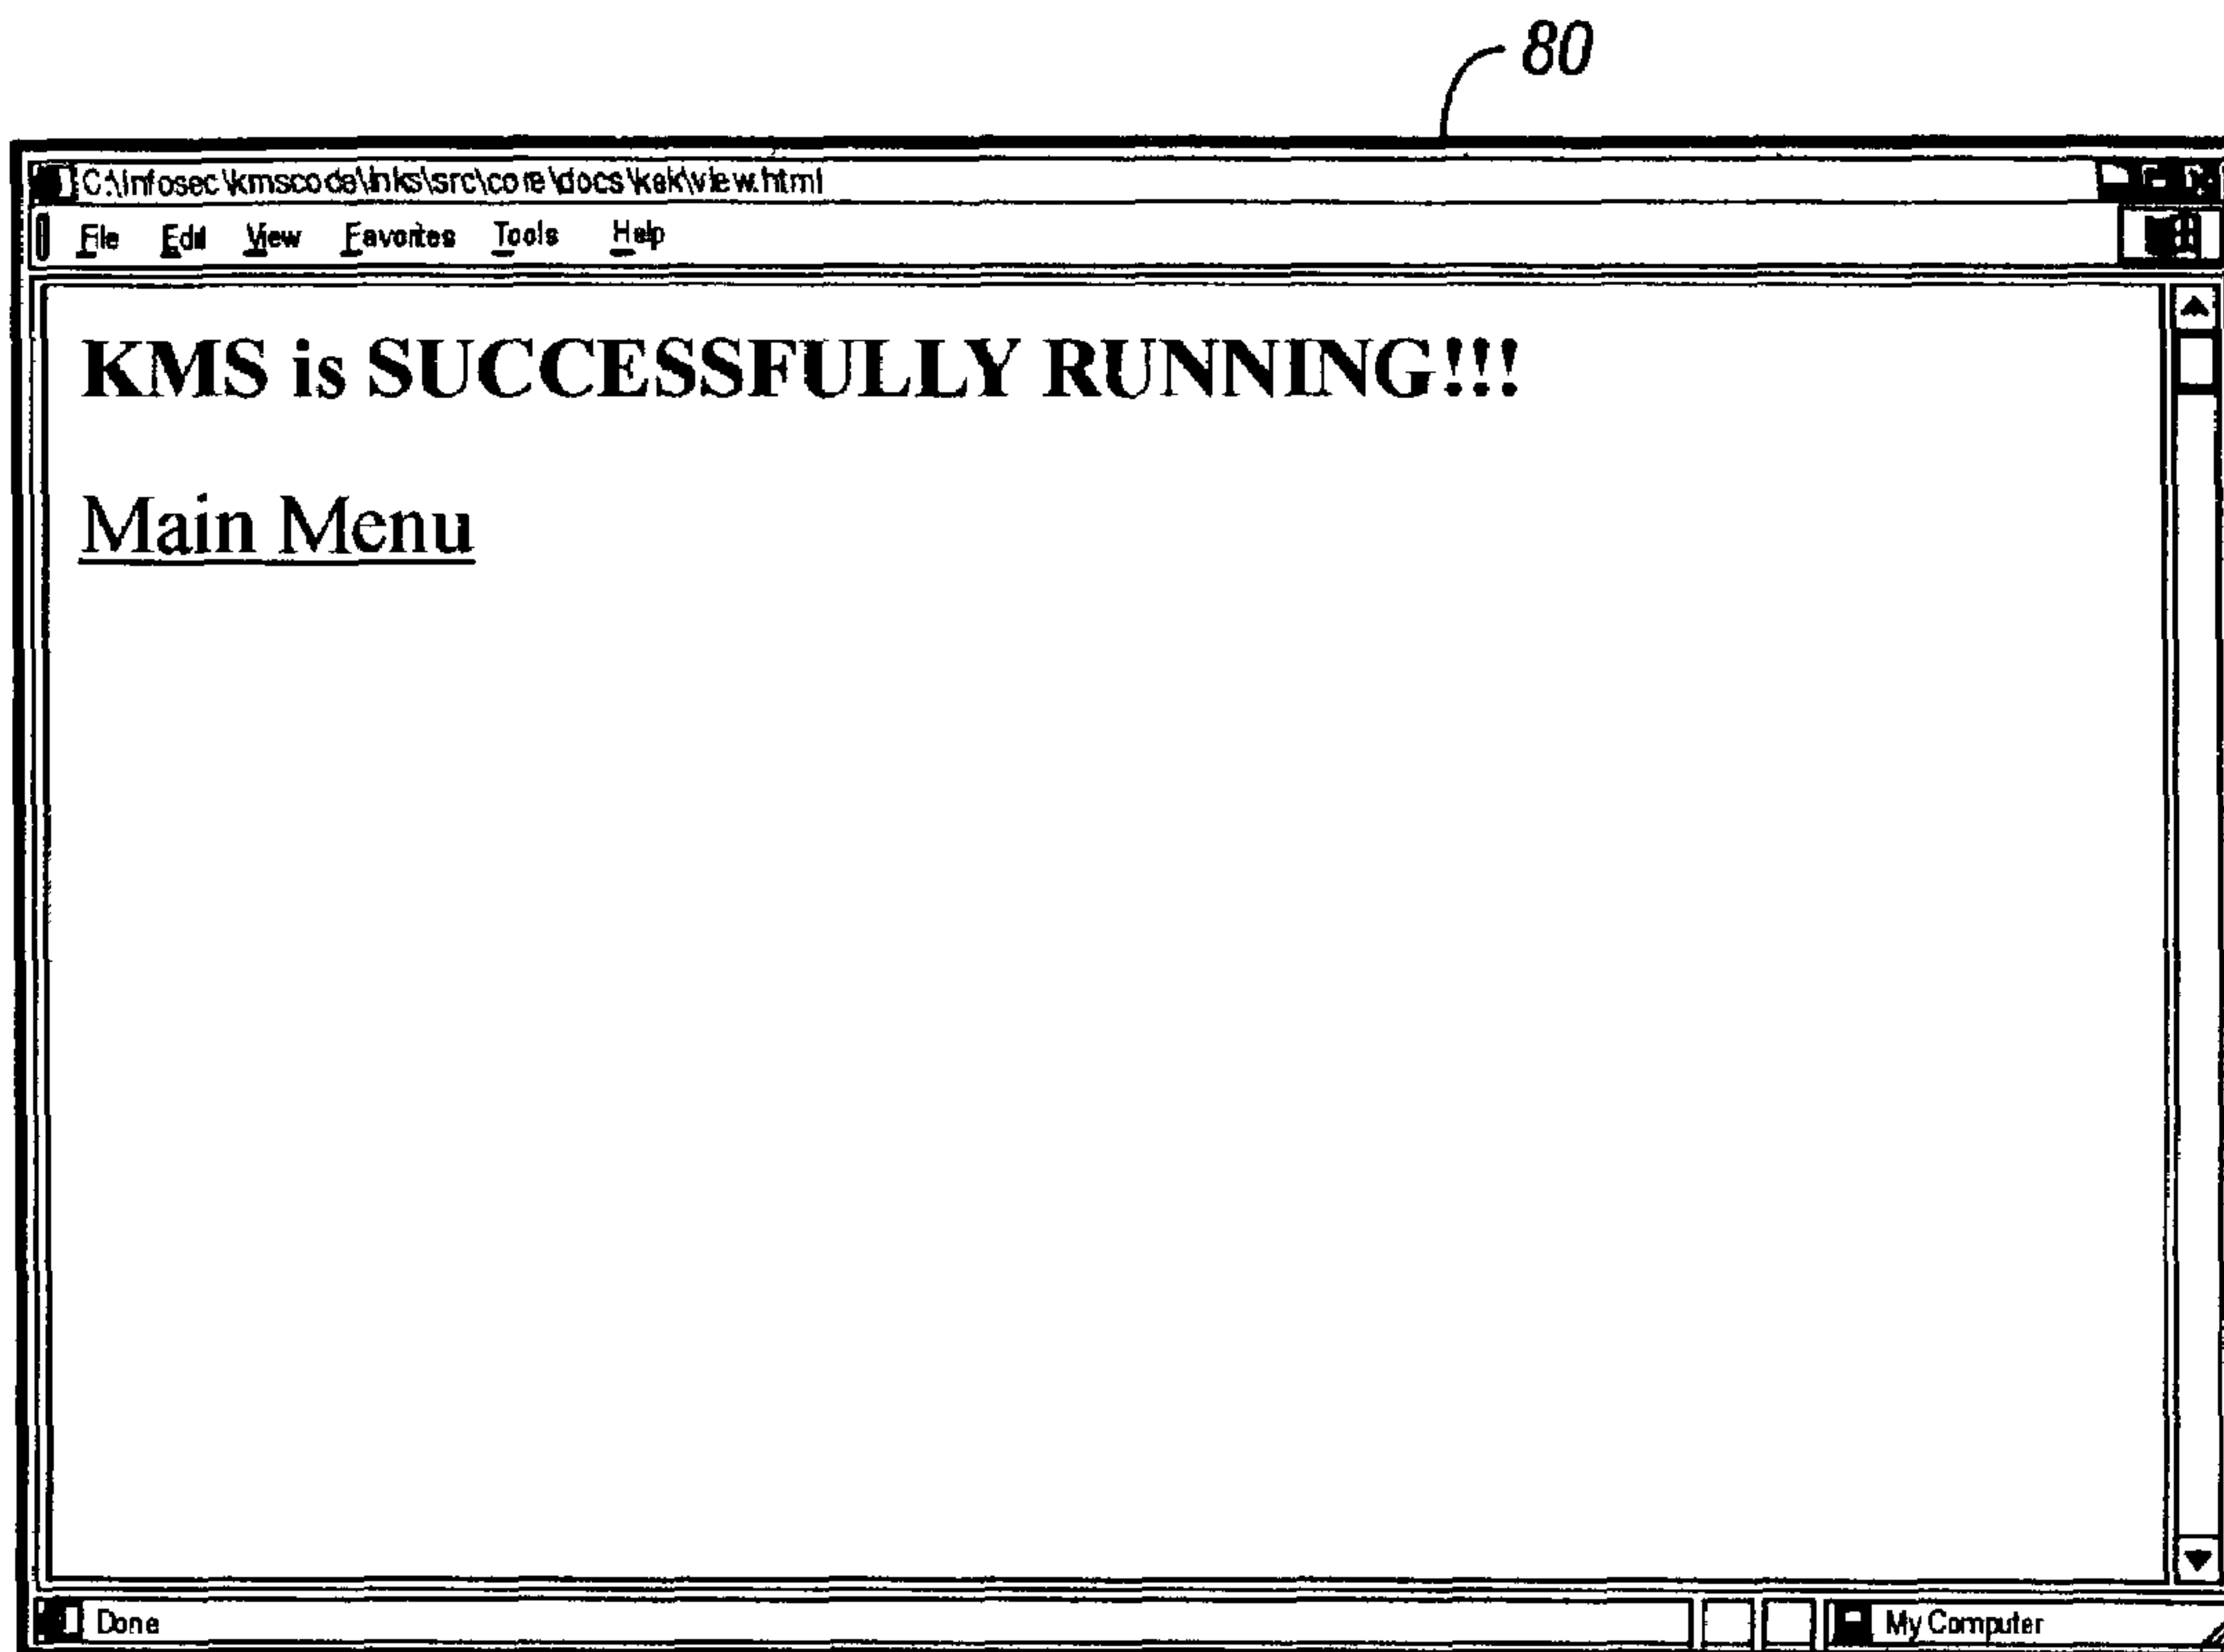 80
C:\Infosec\kmscode\inks\src\core\docs\kek\view.html
File Edit View Favorites Tools Help
KMS is SUCCESSFULLY RUNNING!!!
Main Menu
Done
My Computer